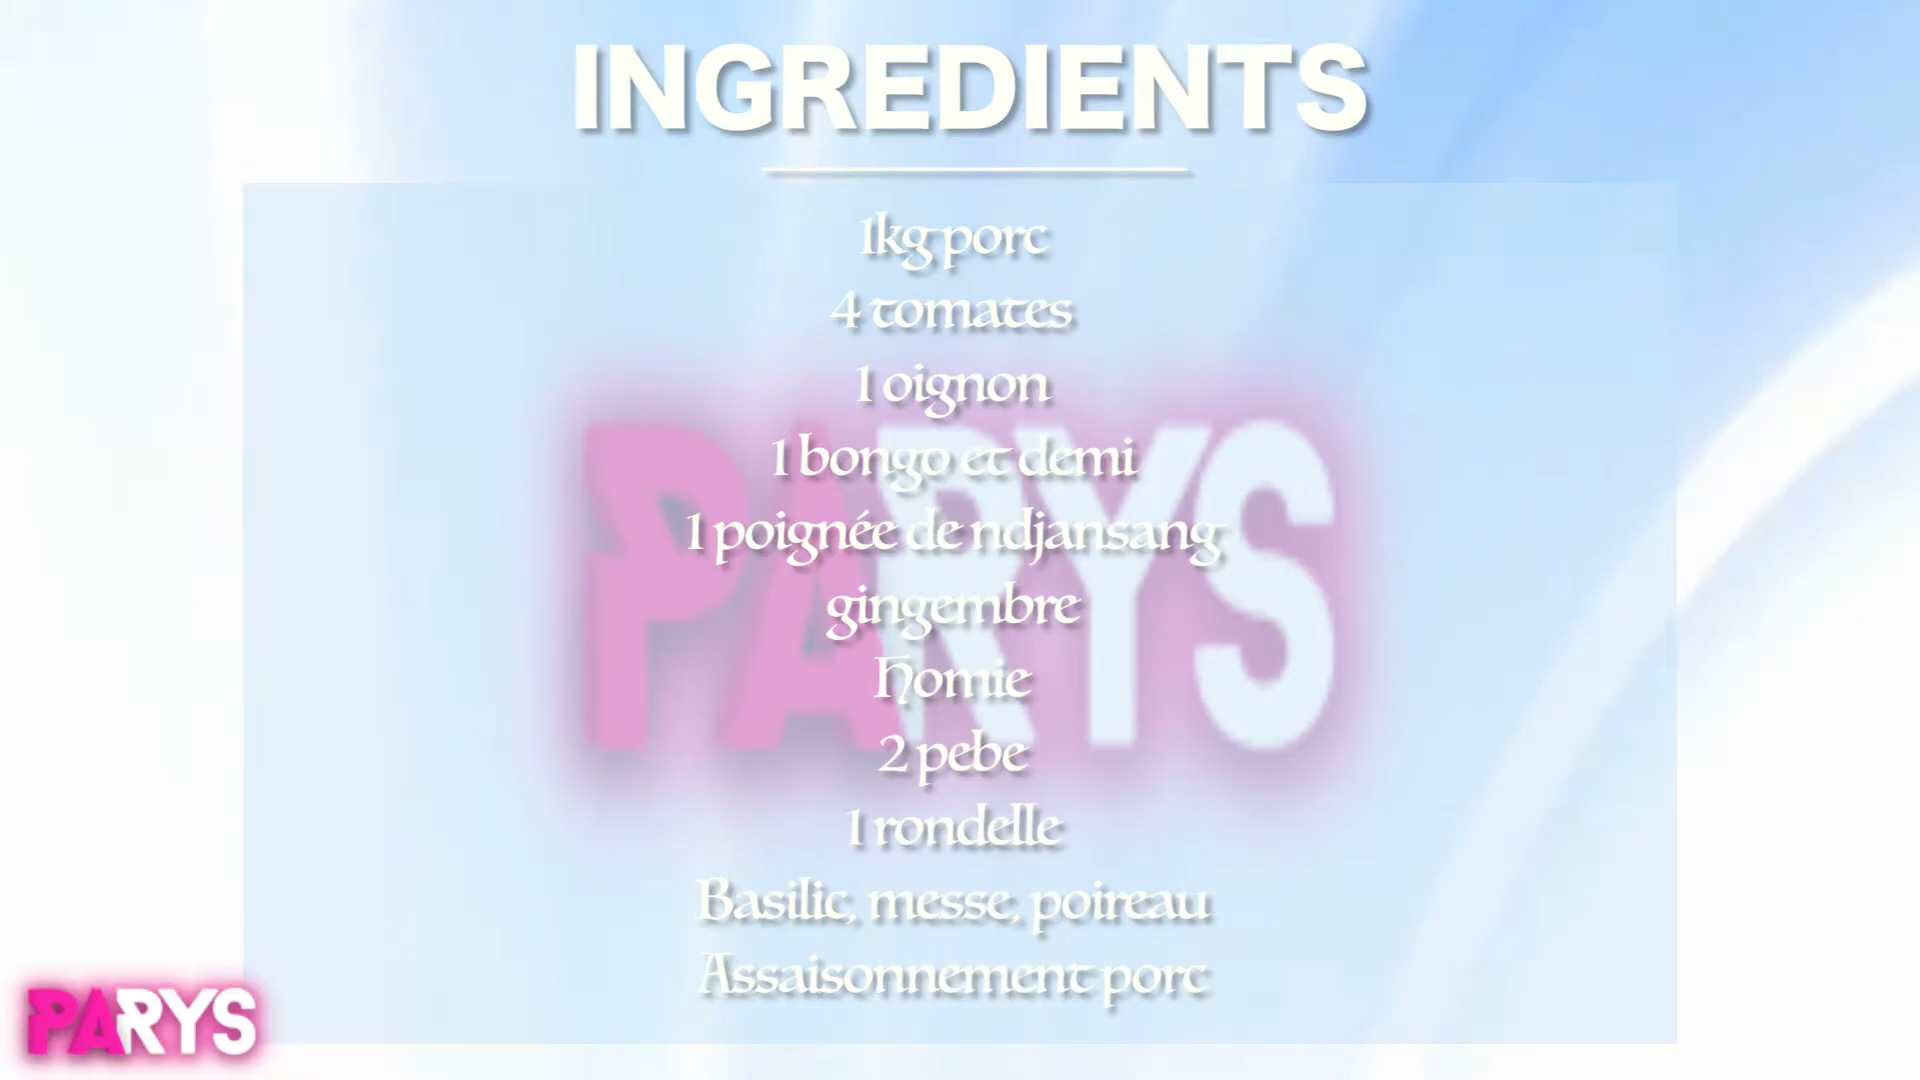 INGREDIENTS
1kg porc
4 tomates
1 oignon
1 bongo et demi
1 poignée de ndjansang
gingembre
Homie
2 pebe
1 rondelle
Basilic, messe, poireau
Assaisonnement porc
PARYS
PARYS